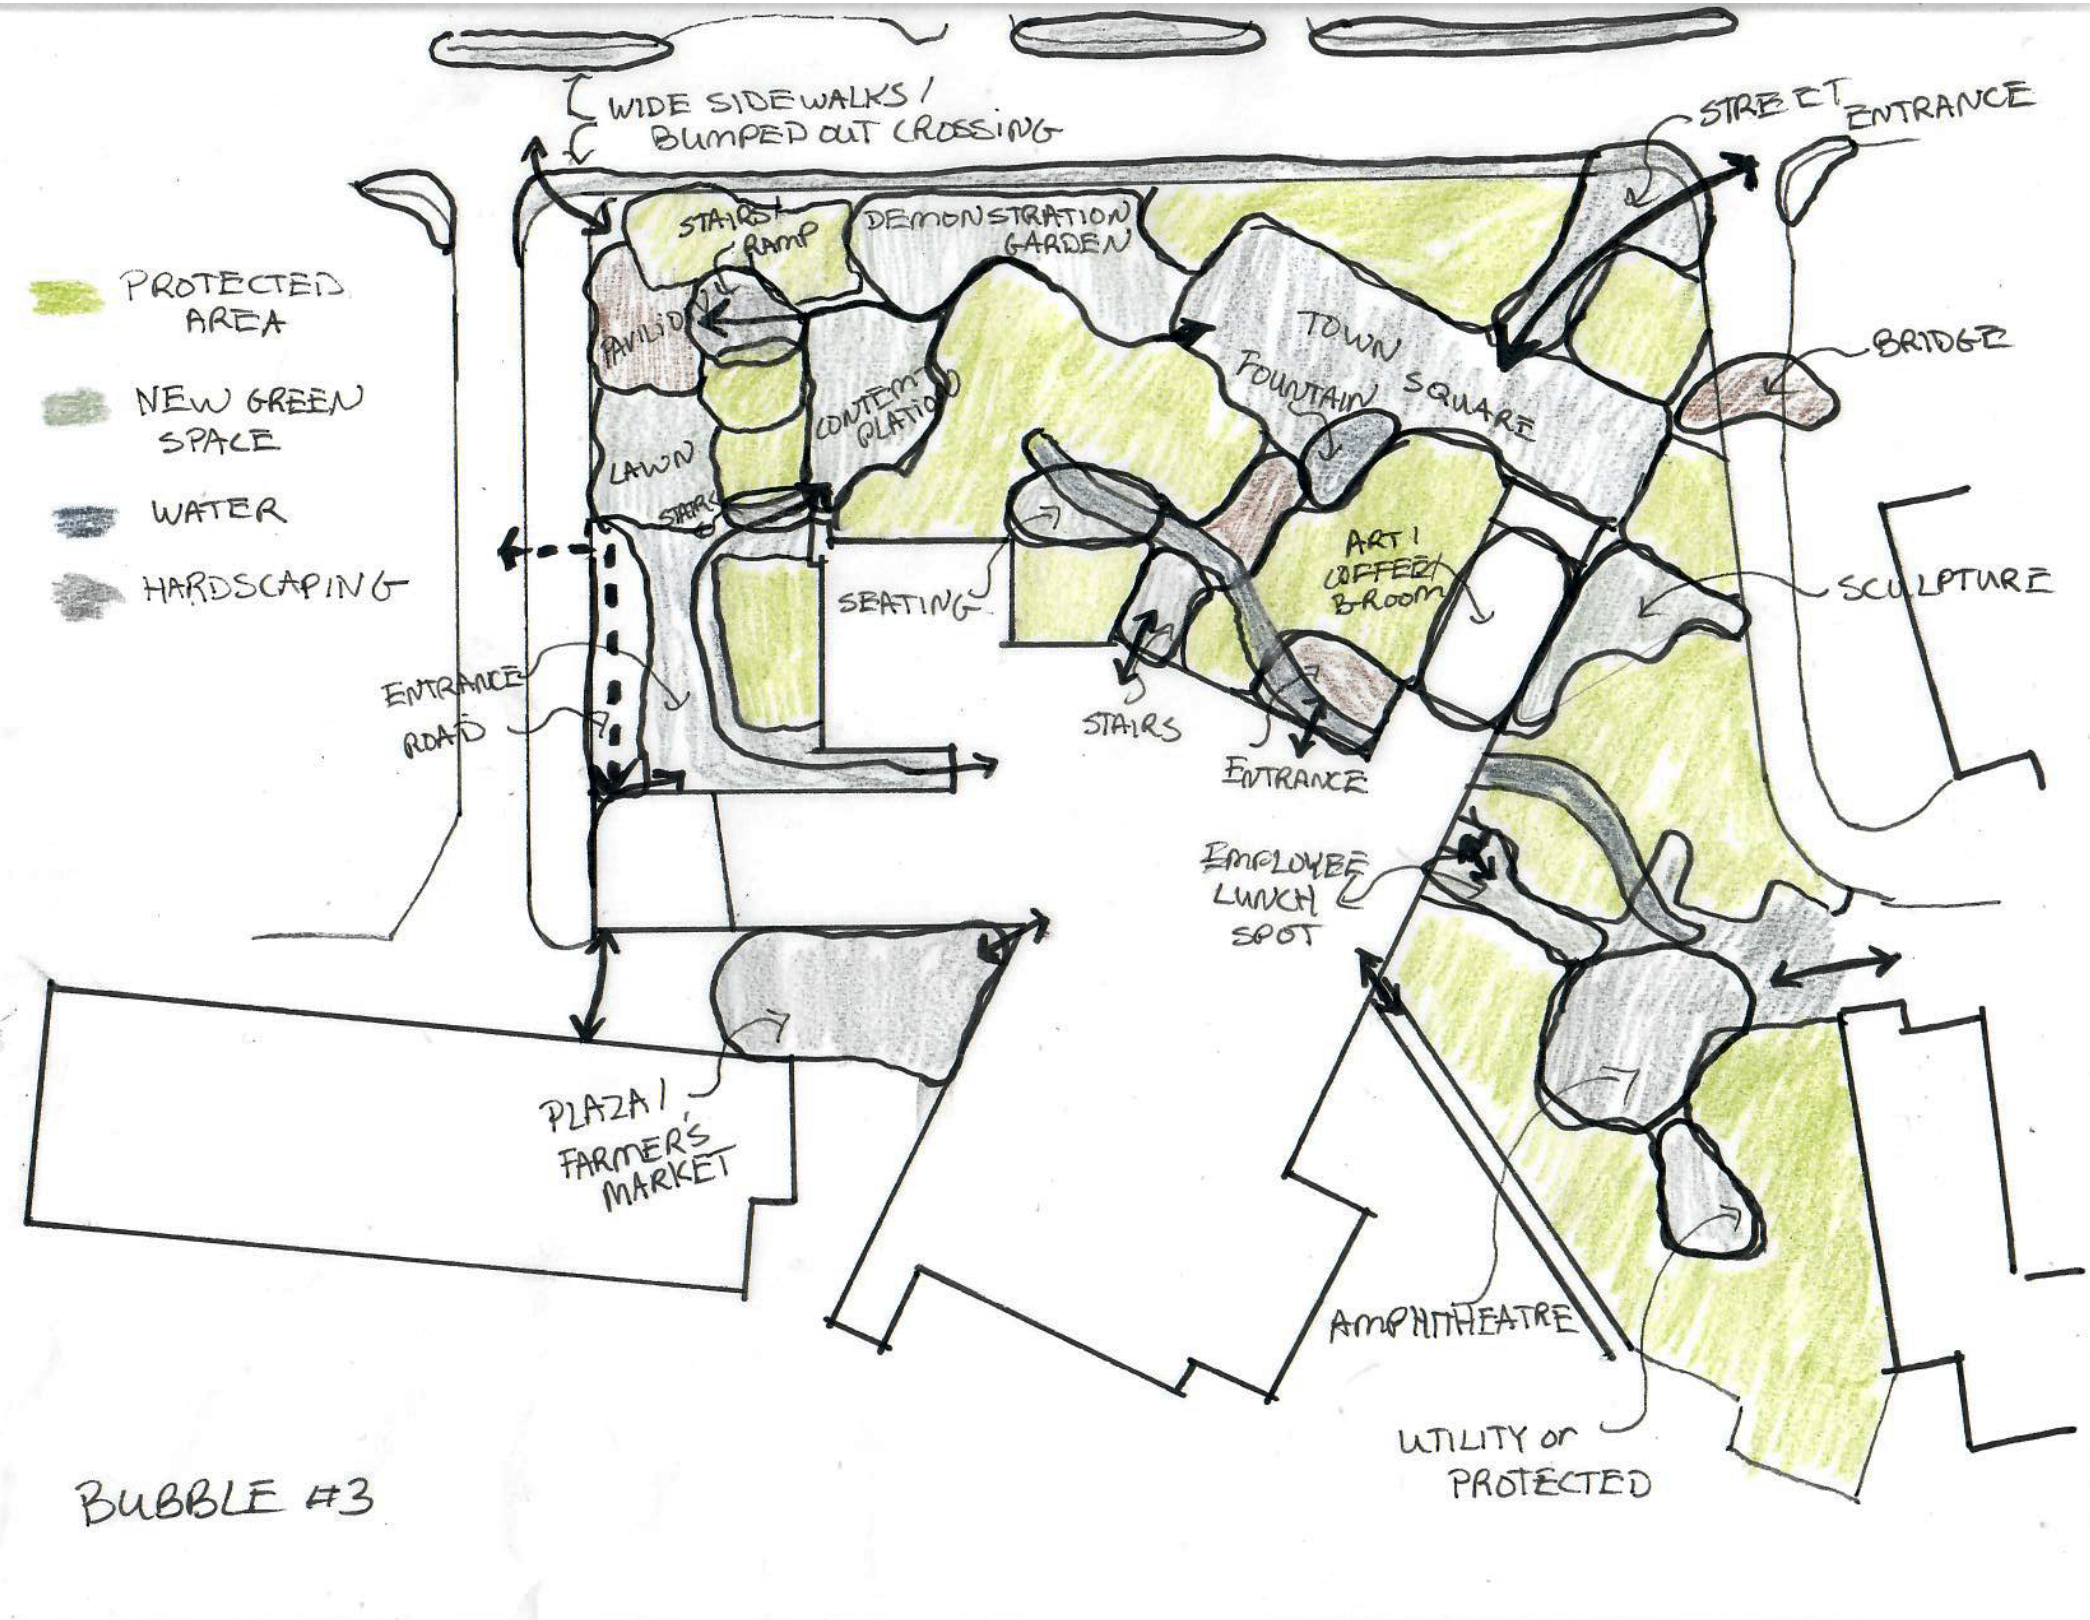 WIDE SIDEWALKS /
BUMPED OUT CROSSING
STREET ENTRANCE
STAIRS /
RAMP
DEMONSTRATION
GARDEN
PROTECTED
AREA
NEW GREEN
SPACE
WATER
HARDSCAPING
TOWN
SQUARE
FOUNTAIN
BRIDGE
CONTEM-
PLATION
LAWN
STAIRS
SEATING
ART /
COFFEE /
B-ROOM
SCULPTURE
ENTRANCE
ROAD
STAIRS
ENTRANCE
EMPLOYEE
LUNCH
SPOT
PLAZA /
FARMER'S
MARKET
AMPHITHEATRE
UTILITY or
PROTECTED
BUBBLE #3